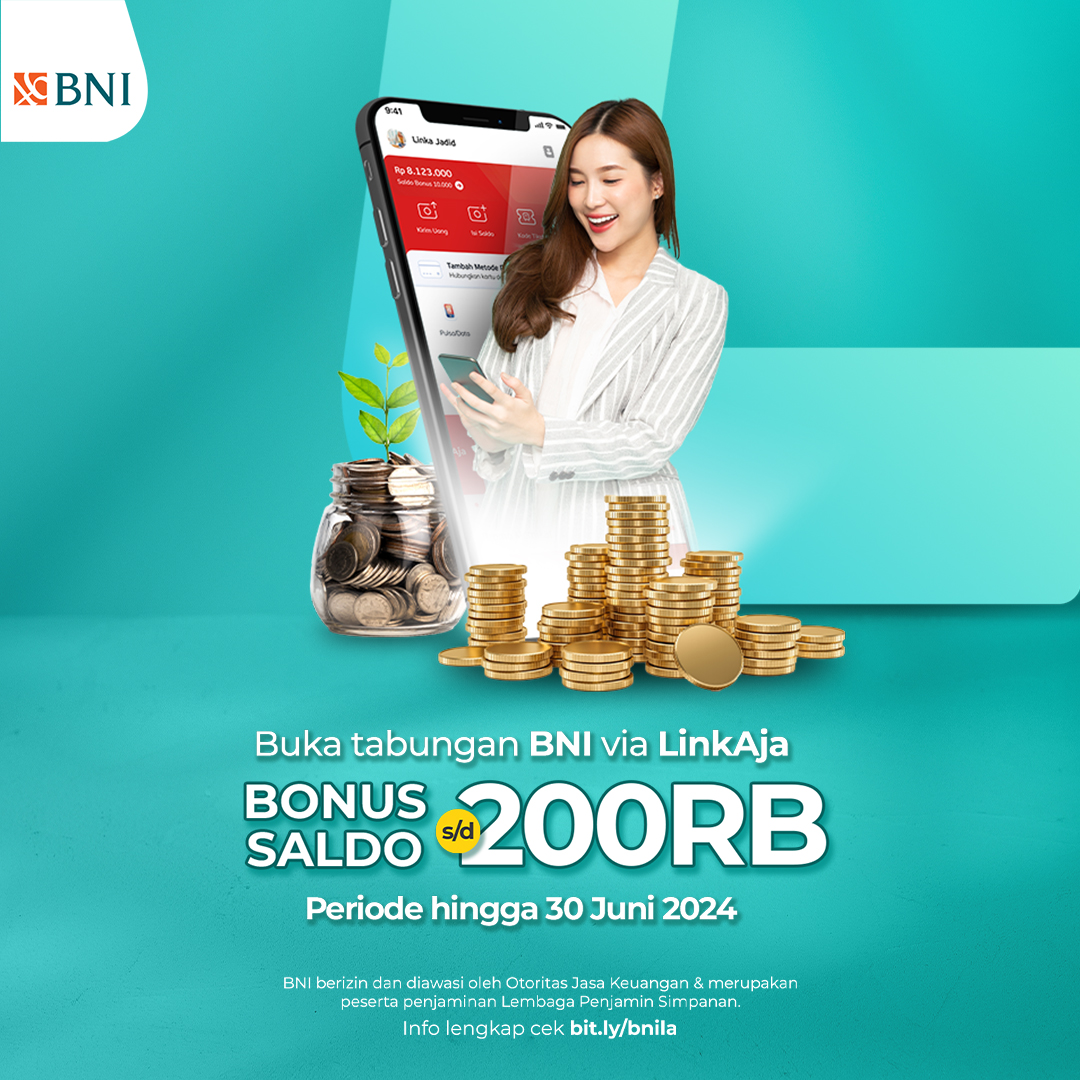 BNI
9:41
Linka Jadid
Rp 8.123.000
Saldo Bonus 10.000
Kirim Uang
Isi Saldo
Tambah Metode
Hubungkan kartu
Pulsa/Data
Buka tabungan BNI via LinkAja
BONUS
SALDO
s/d
200RB
Periode hingga 30 Juni 2024
BNI berizin dan diawasi oleh Otoritas Jasa Keuangan & merupakan
peserta penjaminan Lembaga Penjamin Simpanan.
Info lengkap cek bit.ly/bnila